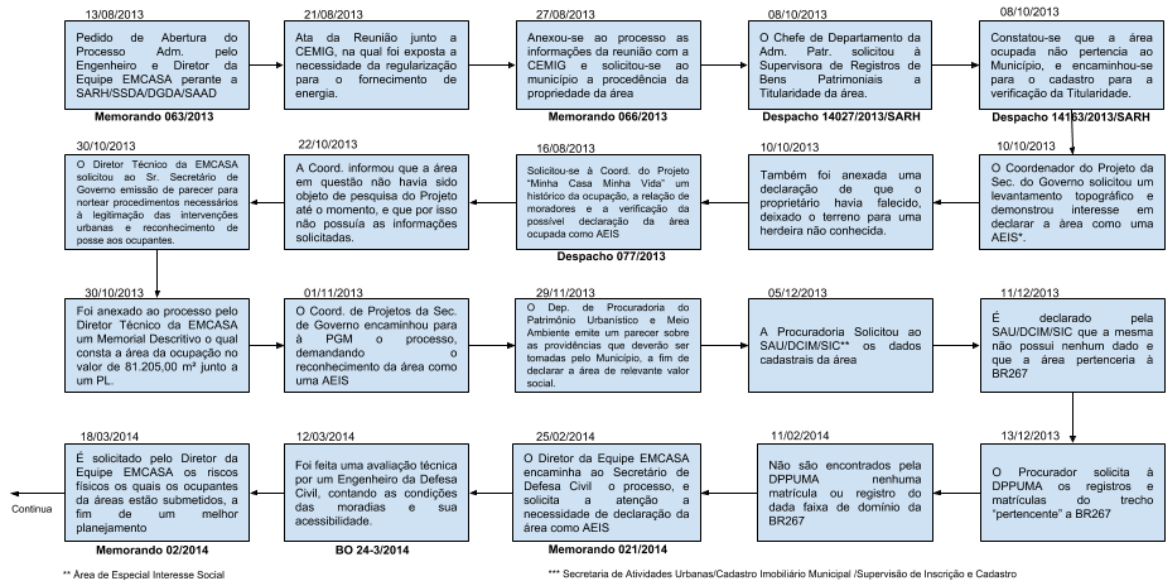 13/08/2013
Pedido de Abertura do
Processo Adm. pelo
Engenheiro e Diretor da
Equipe EMCASA perante a
SARH/SSDA/DGDA/SAAD
Memorando 063/2013
21/08/2013
Ata da Reunião junto a
CEMIG, na qual foi exposta a
necessidade da regularização
para o fornecimento de
energia.
27/08/2013
Anexou-se ao processo as
informações da reunião com a
CEMIG e solicitou-se ao
município a procedência da
propriedade da área
Memorando 066/2013
08/10/2013
O Chefe de Departamento da
Adm. Patr. solicitou à
Supervisora de Registros de
Bens Patrimoniais a
Titularidade da área.
Despacho 14027/2013/SARH
08/10/2013
Constatou-se que a área
ocupada não pertencia ao
Município, e encaminhou-se
para o cadastro para a
verificação da Titularidade.
Despacho 14163/2013/SARH
10/10/2013
O Coordenador do Projeto da
Sec. do Governo solicitou um
levantamento topográfico e
demonstrou interesse em
declarar a área como uma
AEIS*.
10/10/2013
Também foi anexada uma
declaração de que o
proprietário havia falecido,
deixado o terreno para uma
herdeira não conhecida.
16/08/2013
Solicitou-se à Coord. do Projeto
"Minha Casa Minha Vida" um
histórico da ocupação, a relação de
moradores e a verificação da
possível declaração da área
ocupada como AEIS
Despacho 077/2013
22/10/2013
A Coord. informou que a área
em questão não havia sido
objeto de pesquisa do Projeto
até o momento, e que por isso
não possuía as informações
solicitadas.
30/10/2013
O Diretor Técnico da EMCASA
solicitou ao Sr. Secretário de
Governo emissão de parecer para
nortear procedimentos necessários
à legitimação das intervenções
urbanas e reconhecimento de
posse aos ocupantes.
30/10/2013
Foi anexado ao processo pelo
Diretor Técnico da EMCASA
um Memorial Descritivo o qual
consta a área da ocupação no
valor de 81.205,00 m² junto a
um PL.
01/11/2013
O Coord. de Projetos da Sec.
de Governo encaminhou para
à PGM o processo,
demandando o
reconhecimento da área como
uma AEIS
29/11/2013
O Dep. de Procuradoria do
Patrimônio Urbanístico e Meio
Ambiente emite um parecer sobre
as providências que deverão ser
tomadas pelo Município, a fim de
declarar a área de relevante valor
social.
05/12/2013
A Procuradoria Solicitou ao
SAU/DCIM/SIC** os dados
cadastrais da área
11/12/2013
É declarado pela
SAU/DCIM/SIC que a mesma
não possui nenhum dado e
que a área pertenceria à
BR267
13/12/2013
O Procurador solicita à
DPPUMA os registros e
matrículas do trecho
"pertencente" a BR267
11/02/2014
Não são encontrados pela
DPPUMA nenhuma
matrícula ou registro do
dada faixa de domínio da
BR267
25/02/2014
O Diretor da Equipe EMCASA
encaminha ao Secretário de
Defesa Civil o processo, e
solicita a atenção a
necessidade de declaração da
área como AEIS
Memorando 021/2014
12/03/2014
Foi feita uma avaliação técnica
por um Engenheiro da Defesa
Civil, contando as condições
das moradias e sua
acessibilidade.
BO 24-3/2014
18/03/2014
É solicitado pelo Diretor da
Equipe EMCASA os riscos
físicos os quais os ocupantes
da áreas estão submetidos, a
fim de um melhor
planejamento
Memorando 02/2014
Continua
** Área de Especial Interesse Social
*** Secretaria de Atividades Urbanas/Cadastro Imobiliário Municipal /Supervisão de Inscrição e Cadastro